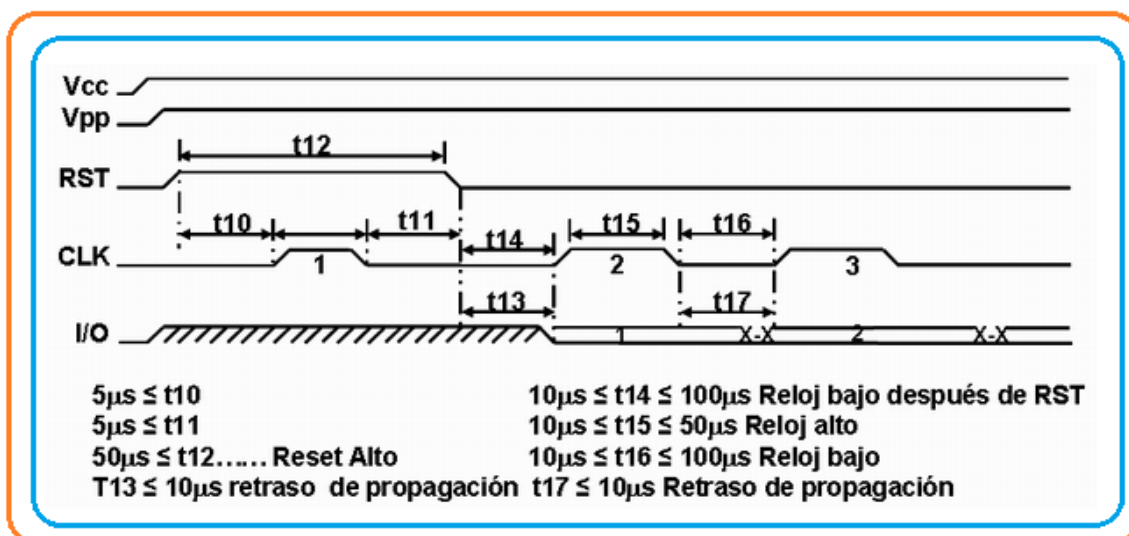 Vcc
Vpp
t12
RST
t10 t11 t15 t16
t14
CLK 1 2 3
t13 t17
I/O 1 X-X 2 X-X
5μs ≤ t10 10μs ≤ t14 ≤ 100μs Reloj bajo después de RST
5μs ≤ t11 10μs ≤ t15 ≤ 50μs Reloj alto
50μs ≤ t12...... Reset Alto 10μs ≤ t16 ≤ 100μs Reloj bajo
T13 ≤ 10μs retraso de propagación t17 ≤ 10μs Retraso de propagación